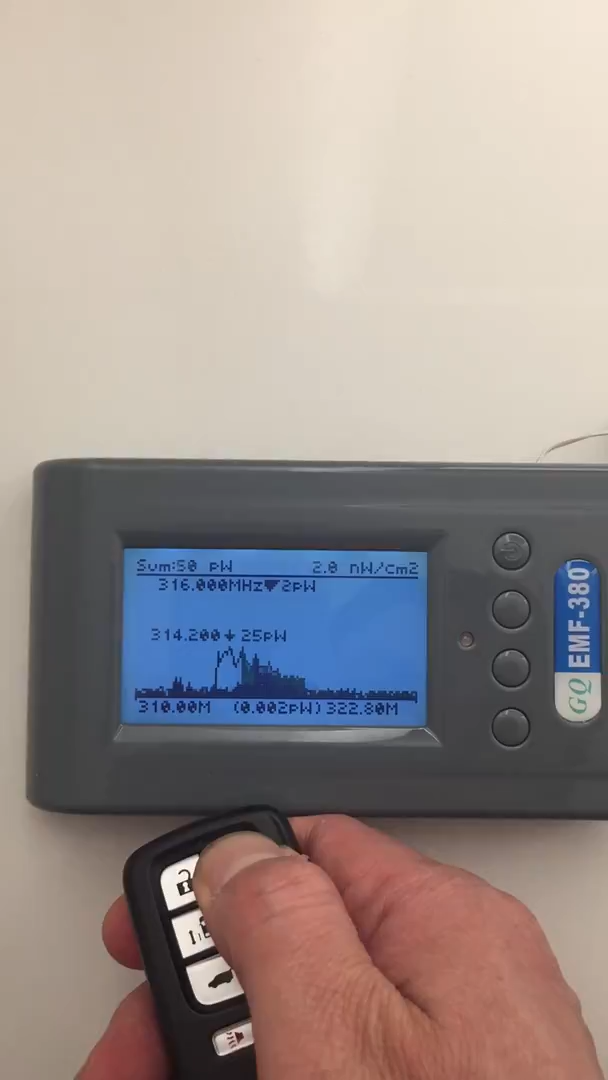 Sum:50 pW 2.0 nW/cm2
316.000MHz▼2pW
314.200↓25pW
310.00M (0.002pW) 322.80M
GQ EMF-380